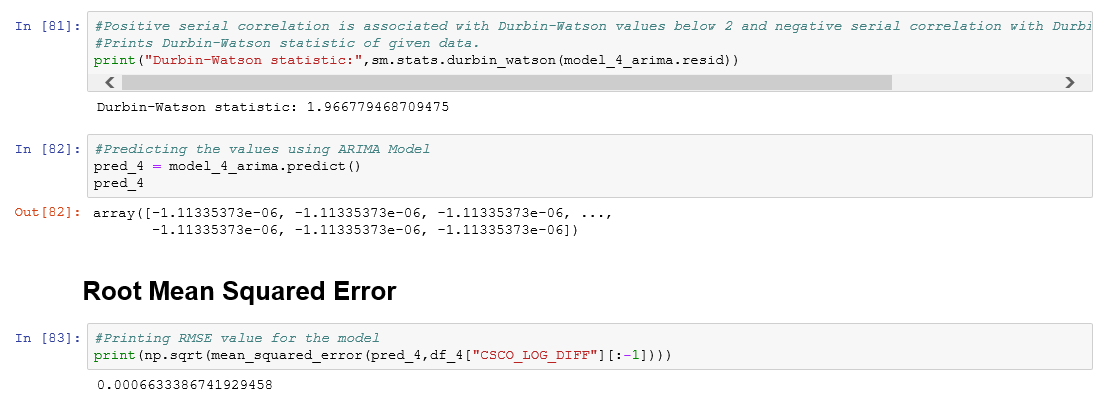 In [81]: #Positive serial correlation is associated with Durbin-Watson values below 2 and negative serial correlation with Durbi
#Prints Durbin-Watson statistic of given data.
print("Durbin-Watson statistic:",sm.stats.durbin_watson(model_4_arima.resid))
Durbin-Watson statistic: 1.966779468709475
In [82]: #Predicting the values using ARIMA Model
pred_4 = model_4_arima.predict()
pred_4
Out[82]: array([-1.11335373e-06, -1.11335373e-06, -1.11335373e-06, ...,
-1.11335373e-06, -1.11335373e-06, -1.11335373e-06])
Root Mean Squared Error
In [83]: #Printing RMSE value for the model
print(np.sqrt(mean_squared_error(pred_4,df_4["CSCO_LOG_DIFF"][:-1])))
0.0006633386741929458